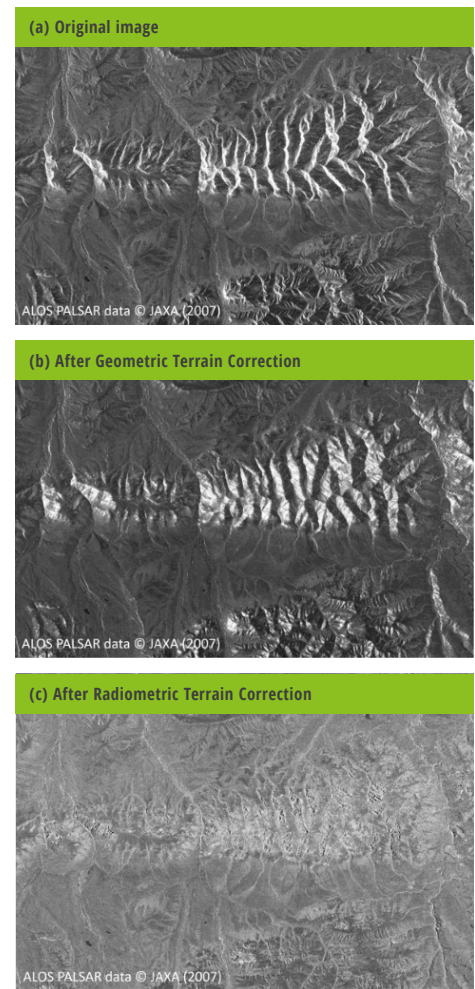 (a) Original image
ALOS PALSAR data © JAXA (2007)
(b) After Geometric Terrain Correction
ALOS PALSAR data © JAXA (2007)
(c) After Radiometric Terrain Correction
ALOS PALSAR data © JAXA (2007)